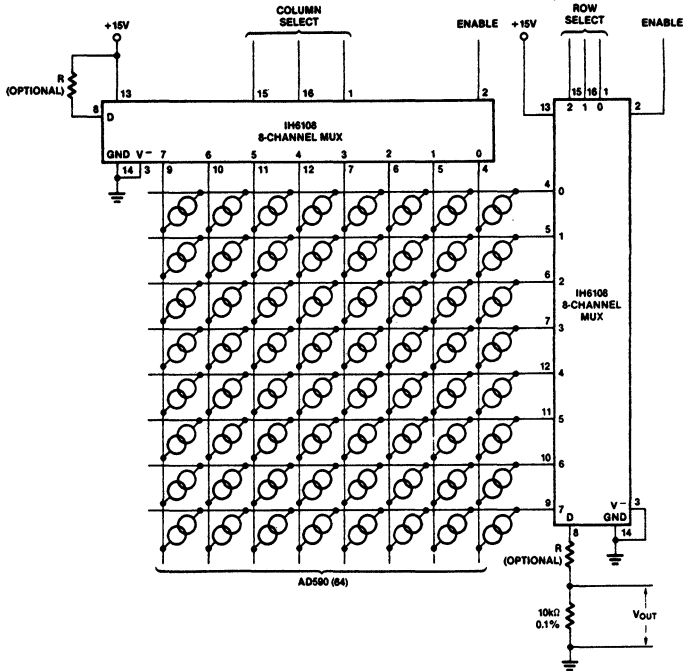 COLUMN
SELECT
ENABLE
+15V
ROW
SELECT
ENABLE
+15V
R
(OPTIONAL)
13
15
16
1
2
8
D
IH6108
8-CHANNEL MUX
GND V− 7 6 5 4 3 2 1 0
14 3 9 10 11 12 7 6 5 4
13
15 16 1
2 1 0
2
4 0
5 1
6 2
7 3
12 4
11 5
10 6
9 7
IH6108
8-CHANNEL
MUX
V− 3
GND
14
D
8
R
(OPTIONAL)
10kΩ
0.1%
VOUT
AD590 (64)